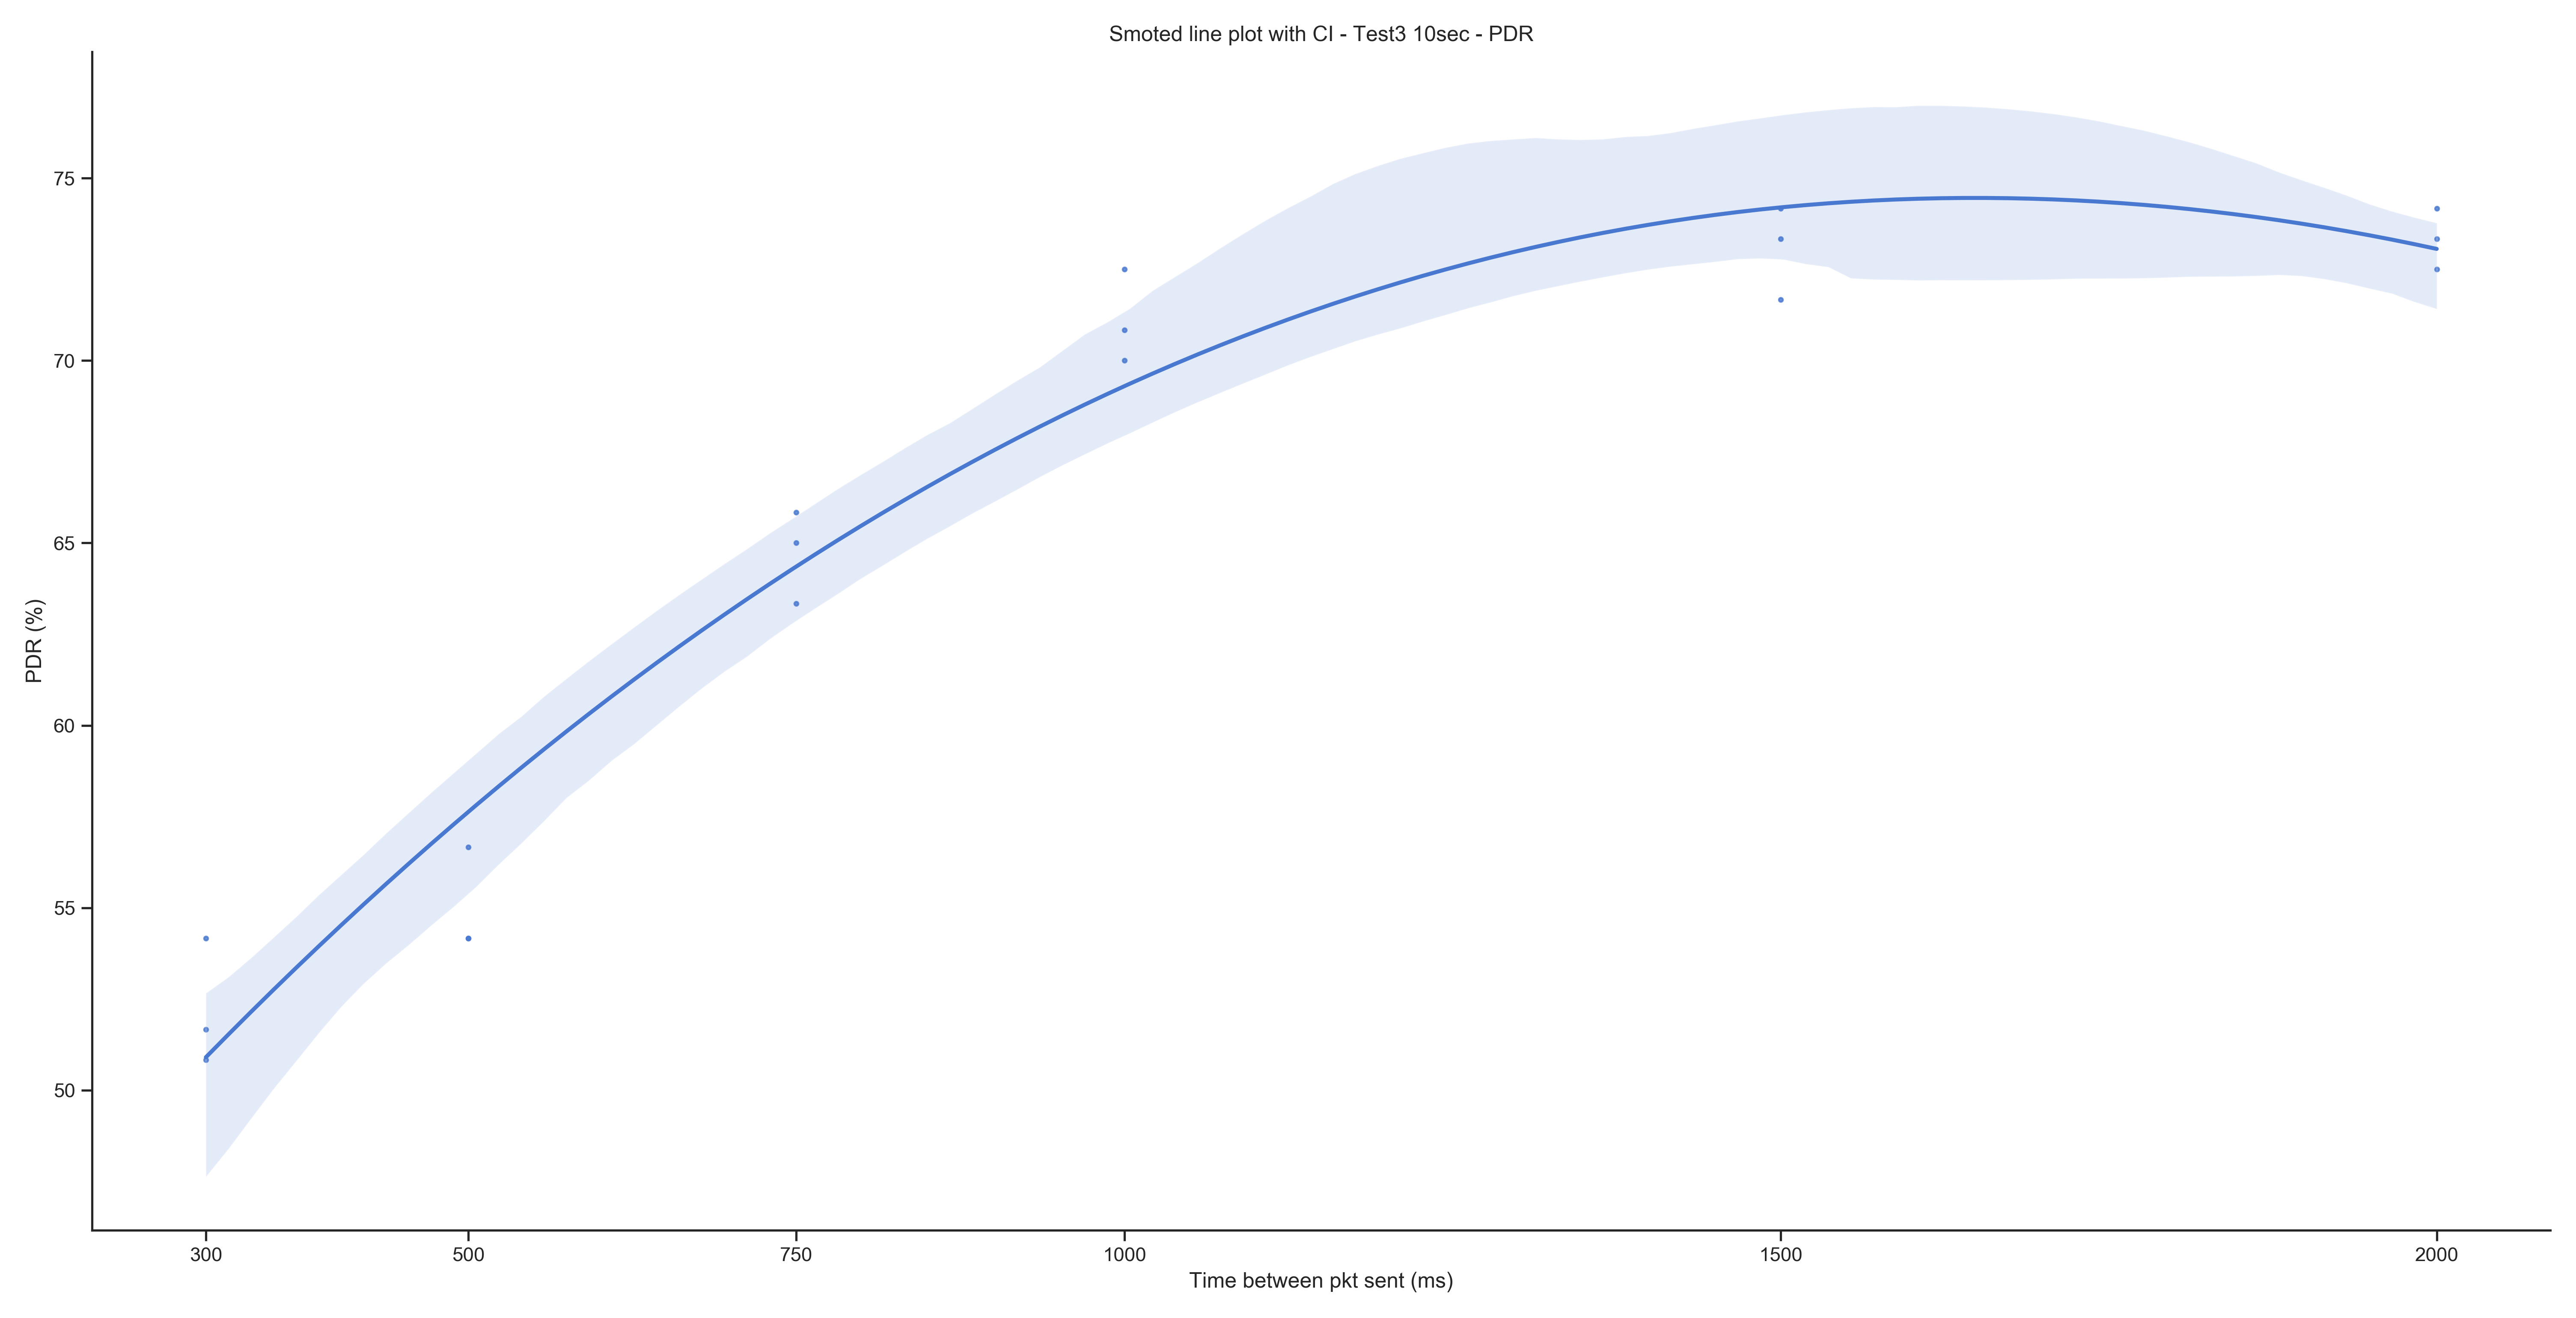 Smoted line plot with CI - Test3 10sec - PDR
75
70
65
60
55
50
PDR (%)
300 500 750 1000 1500 2000
Time between pkt sent (ms)